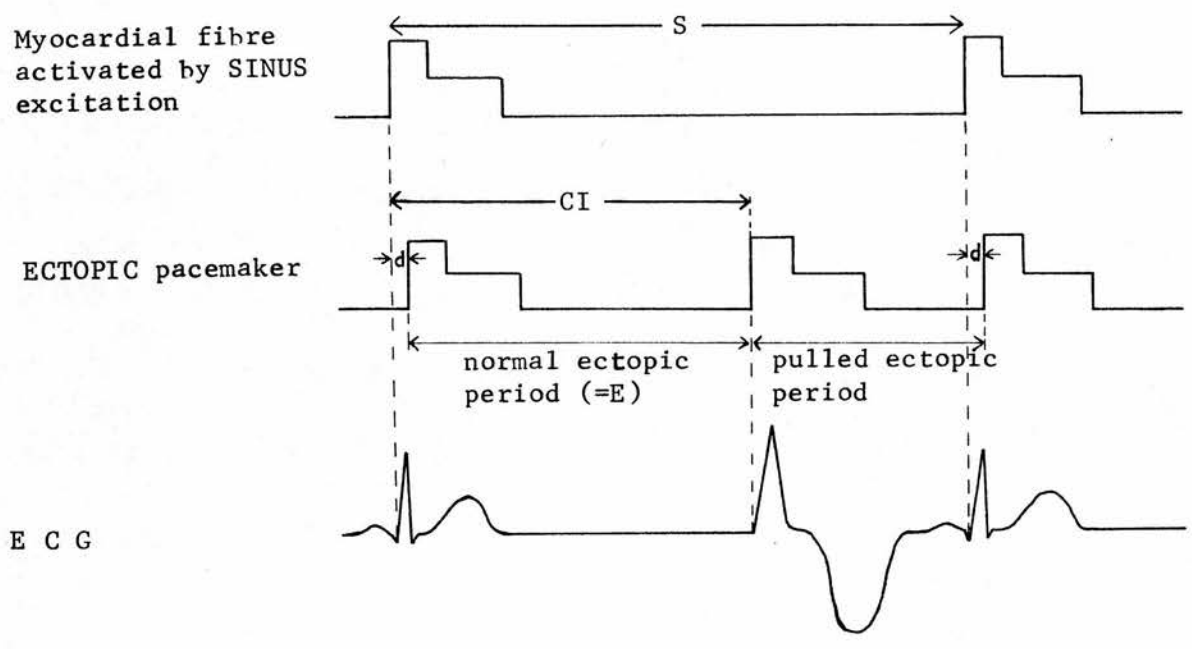 S
Myocardial fibre
activated by SINUS
excitation
CI
ECTOPIC pacemaker
d
d
normal ectopic
period (=E)
pulled ectopic
period
E C G